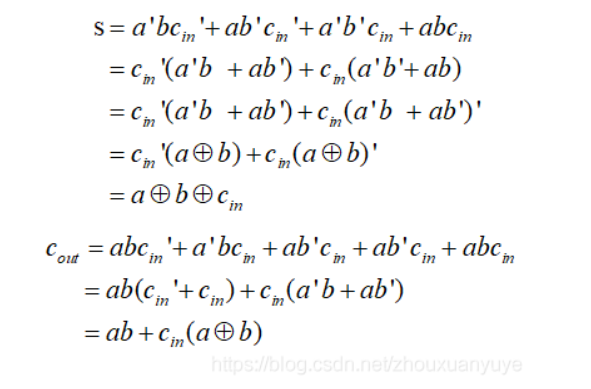 s = a'bc_in' + ab'c_in' + a'b'c_in + abc_in
= c_in'(a'b + ab') + c_in(a'b' + ab)
= c_in'(a'b + ab') + c_in(a'b + ab')'
= c_in'(a⊕b) + c_in(a⊕b)'
= a⊕b⊕c_in
c_out = abc_in' + a'bc_in + ab'c_in + ab'c_in + abc_in
= ab(c_in' + c_in) + c_in(a'b + ab')
= ab + c_in(a⊕b)
https://blog.csdn.net/zhouxuanyuye